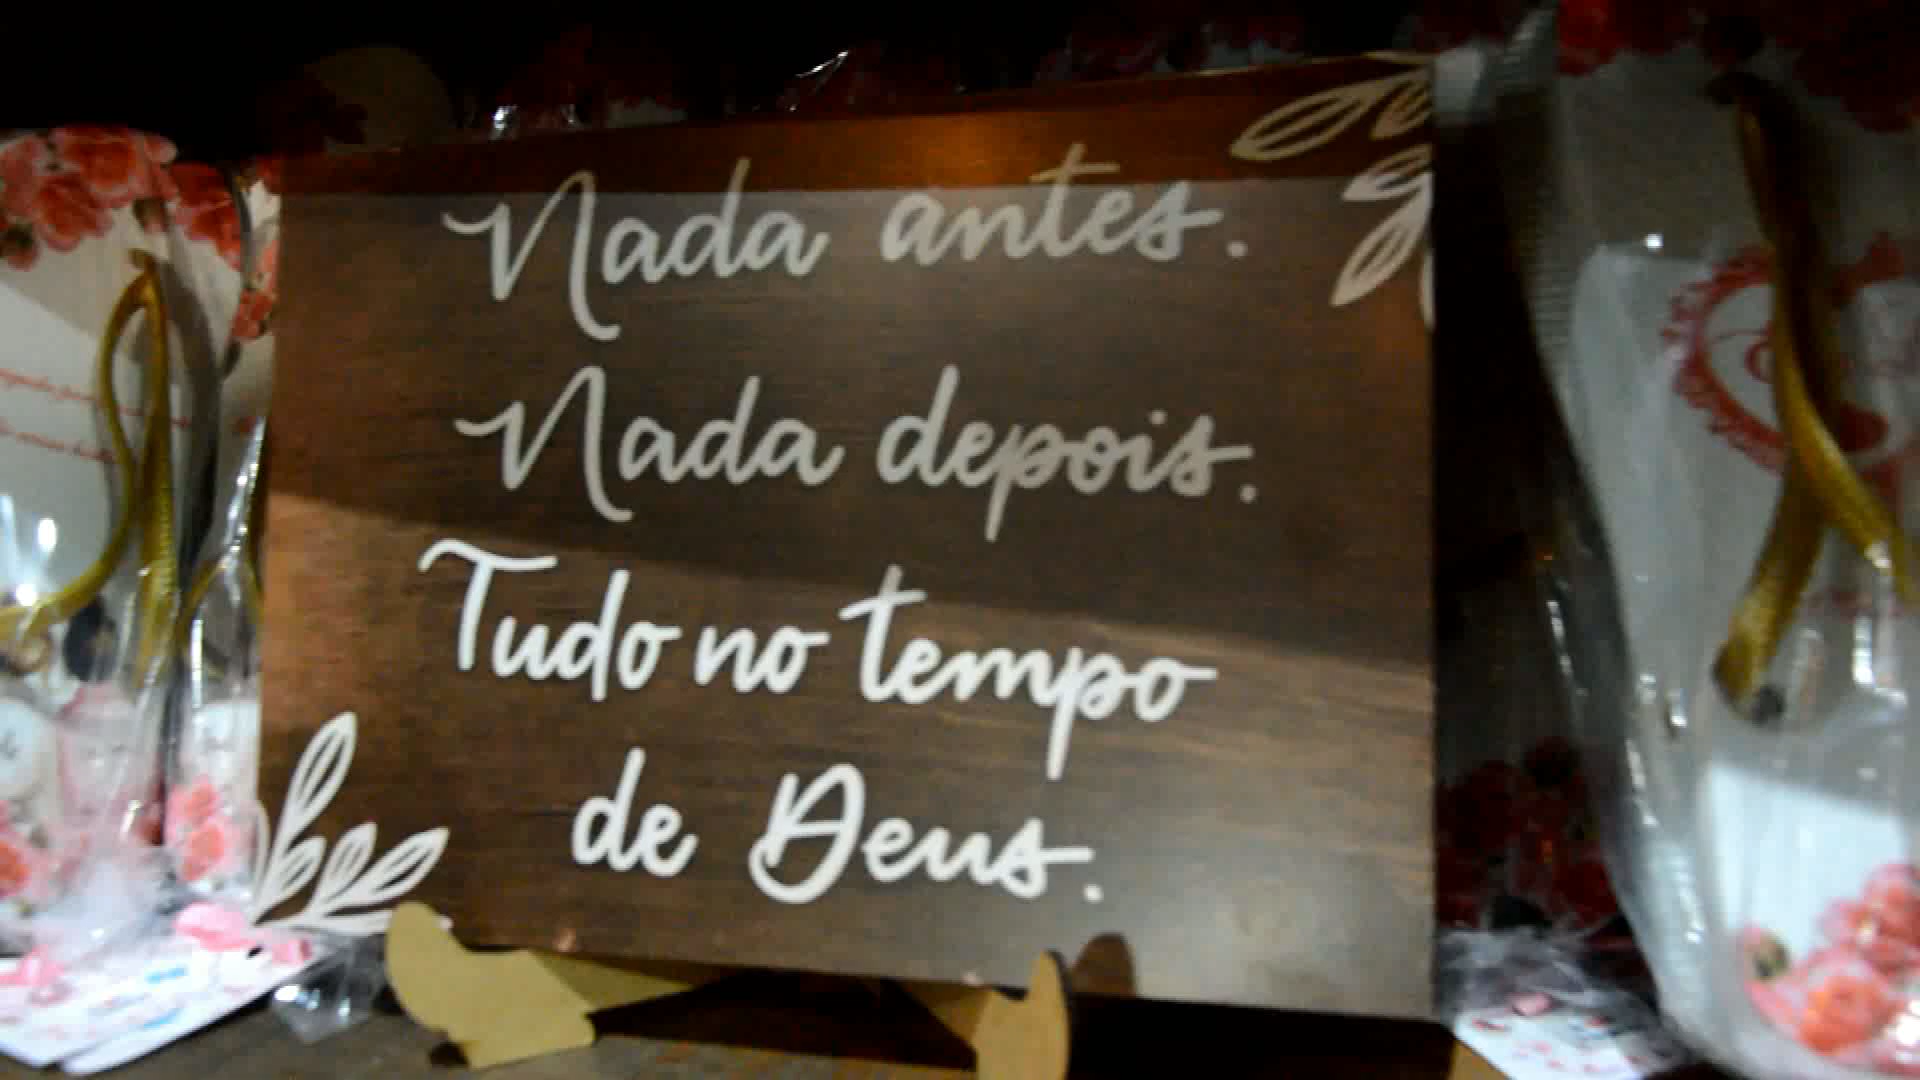 Nada antes.
Nada depois.
Tudo no tempo
de Deus.